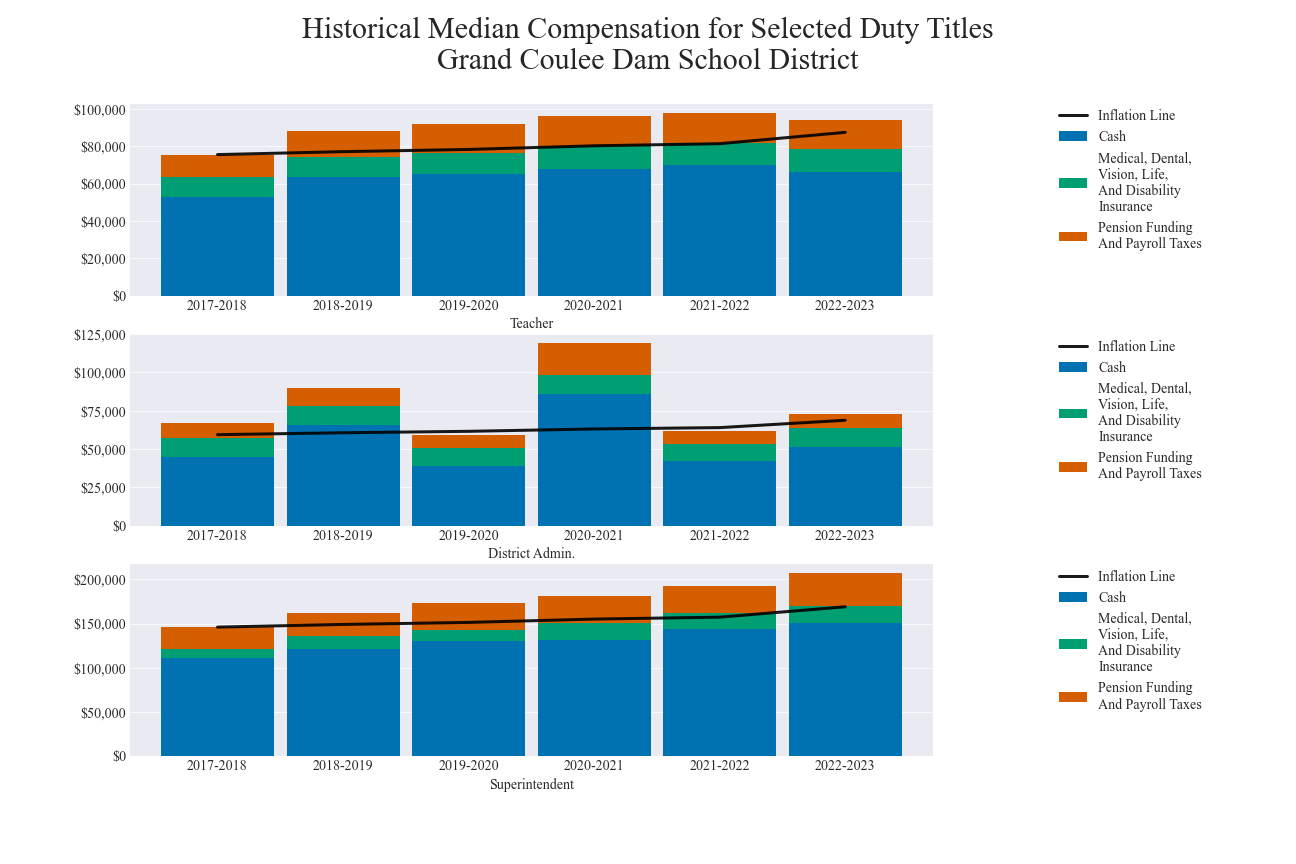 Historical Median Compensation for Selected Duty Titles
Grand Coulee Dam School District
$100,000
$80,000
$60,000
$40,000
$20,000
$0
2017-2018 2018-2019 2019-2020 2020-2021 2021-2022 2022-2023
Teacher
Inflation Line
Cash
Medical, Dental,
Vision, Life,
And Disability
Insurance
Pension Funding
And Payroll Taxes
$125,000
$100,000
$75,000
$50,000
$25,000
$0
2017-2018 2018-2019 2019-2020 2020-2021 2021-2022 2022-2023
District Admin.
Inflation Line
Cash
Medical, Dental,
Vision, Life,
And Disability
Insurance
Pension Funding
And Payroll Taxes
$200,000
$150,000
$100,000
$50,000
$0
2017-2018 2018-2019 2019-2020 2020-2021 2021-2022 2022-2023
Superintendent
Inflation Line
Cash
Medical, Dental,
Vision, Life,
And Disability
Insurance
Pension Funding
And Payroll Taxes